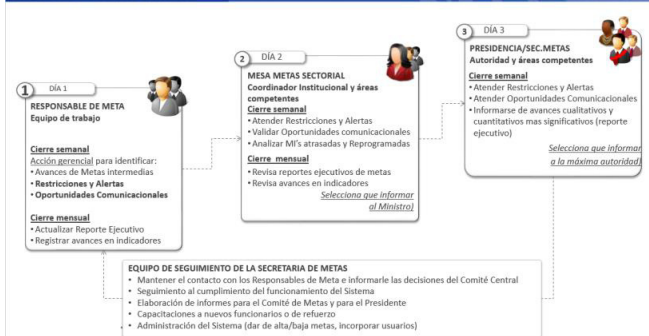 1
DÍA 1
RESPONSABLE DE META
Equipo de trabajo
Cierre semanal
Acción gerencial para identificar:
• Avances de Metas intermedias
• Restricciones y Alertas
• Oportunidades Comunicacionales
Cierre mensual
• Actualizar Reporte Ejecutivo
• Registrar avances en indicadores
2
DÍA 2
MESA METAS SECTORIAL
Coordinador Institucional y áreas
competentes
Cierre semanal
• Atender Restricciones y Alertas
• Validar Oportunidades comunicacionales
• Analizar MI's atrasadas y Reprogramadas
Cierre mensual
• Revisa reportes ejecutivos de metas
• Revisa avances en indicadores
Selecciona que informar
al Ministro)
3
DÍA 3
PRESIDENCIA/SEC.METAS
Autoridad y áreas competentes
Cierre semanal
• Atender Restricciones y Alertas
• Atender Oportunidades Comunicacionales
• Informarse de avances cualitativos y
cuantitativos mas significativos (reporte
ejecutivo)
Selecciona que informar
a la máxima autoridad)
EQUIPO DE SEGUIMIENTO DE LA SECRETARIA DE METAS
• Mantener el contacto con los Responsables de Meta e informarle las decisiones del Comité Central
• Seguimiento al cumplimiento del funcionamiento del Sistema
• Elaboración de informes para el Comité de Metas y para el Presidente
• Capacitaciones a nuevos funcionarios o de refuerzo
• Administración del Sistema (dar de alta/baja metas, incorporar usuarios)